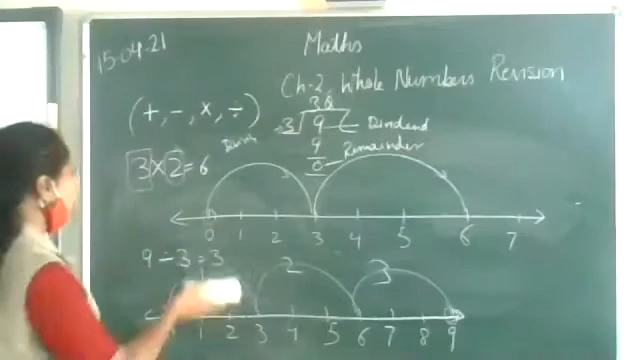 15.04.21
Maths
Ch-2, Whole Numbers Revision
(+, -, ×, ÷)
3
3 9 Dividend
9
0 Remainder
3 × 2 = 6
0 1 2 3 4 5 6 7
9 ÷ 3 = 3
2 3
1 2 3 4 5 6 7 8 9